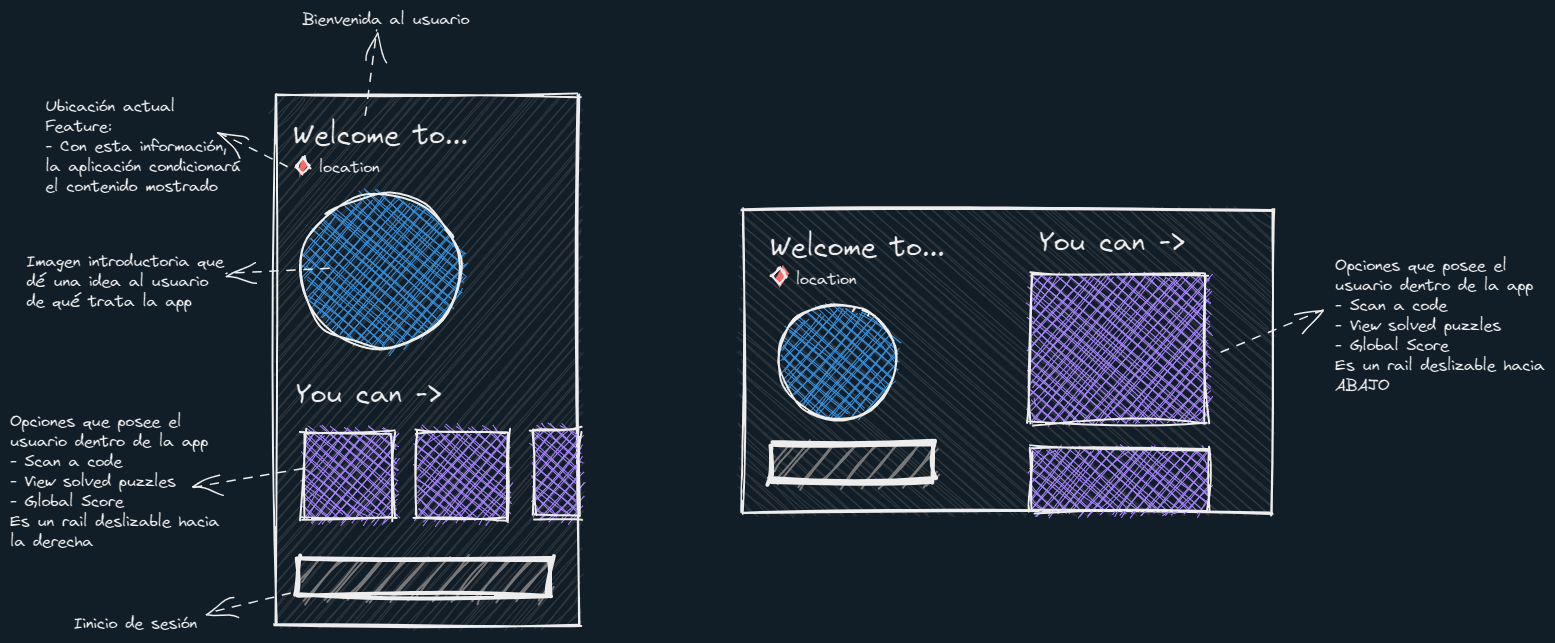 Bienvenida al usuario
Ubicación actual
Feature:
- Con esta información,
la aplicación condicionará
el contenido mostrado
Welcome to...
location
Imagen introductoria que
dé una idea al usuario
de qué trata la app
You can ->
Opciones que posee el
usuario dentro de la app
- Scan a code
- View solved puzzles
- Global Score
Es un rail deslizable hacia
la derecha
Iinicio de sesión
Welcome to...
location
You can ->
Opciones que posee el
usuario dentro de la app
- Scan a code
- View solved puzzles
- Global Score
Es un rail deslizable hacia
ABAJO